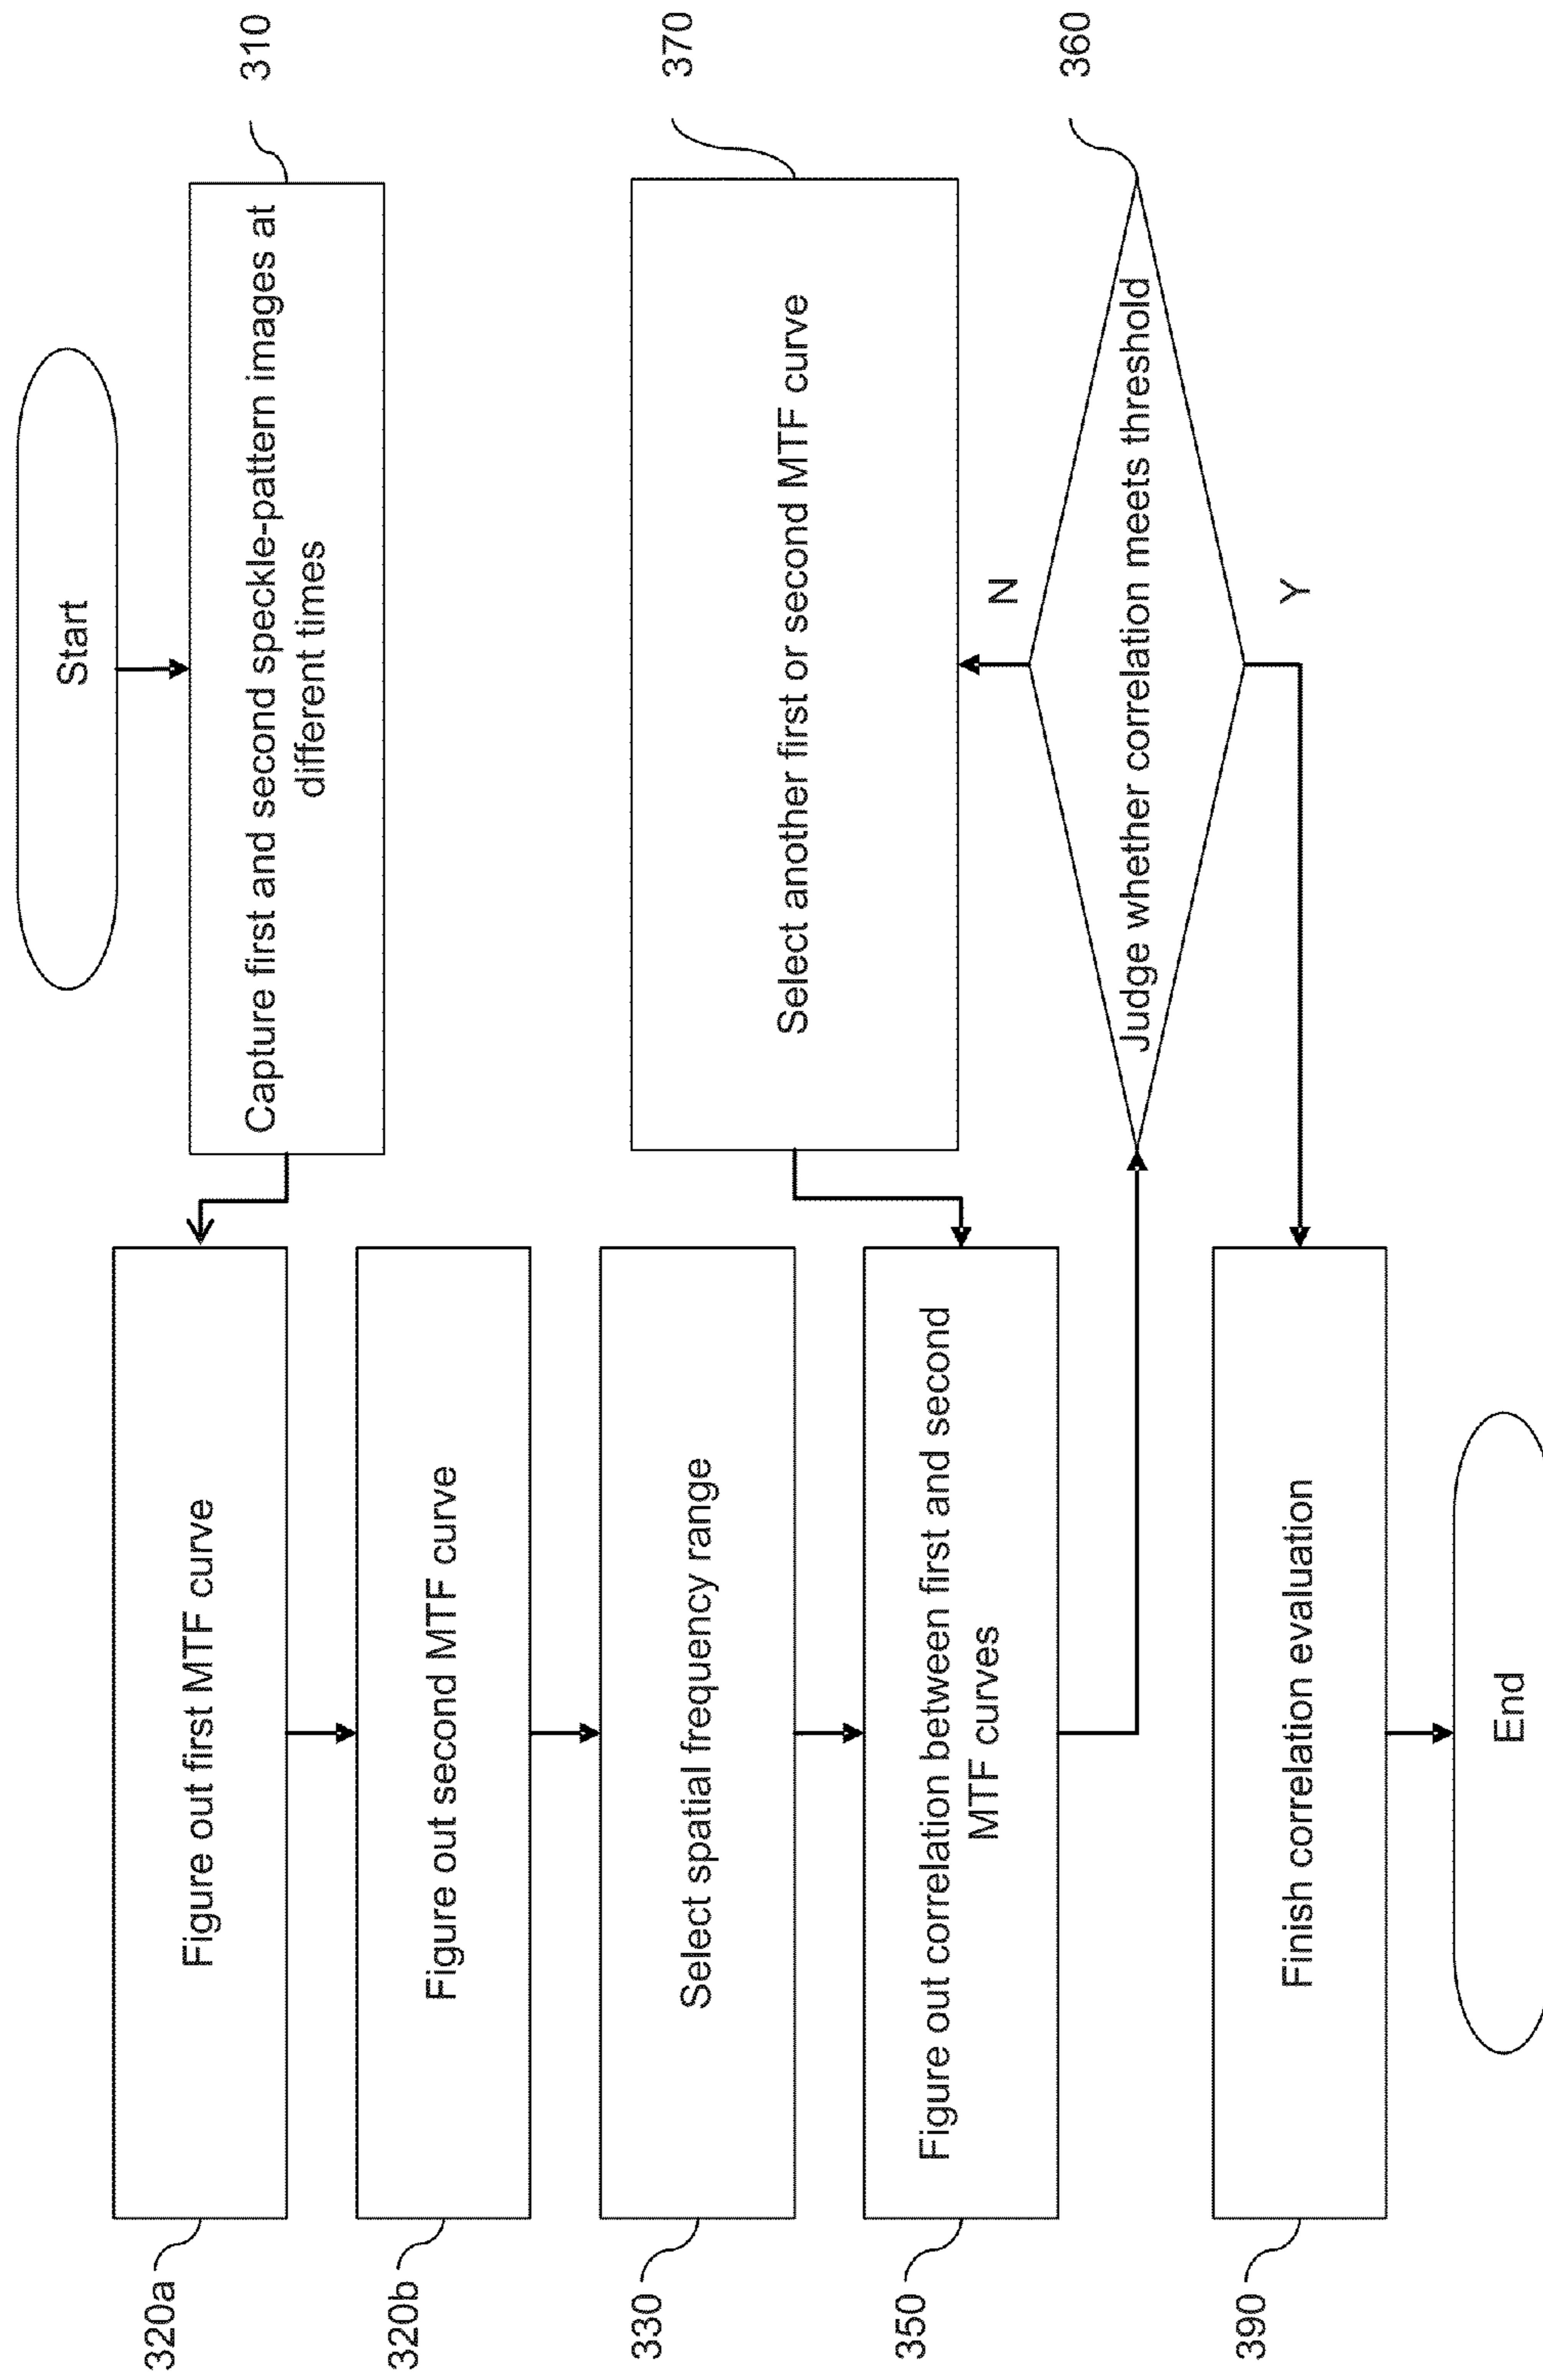 Start
310
Capture first and second speckle-pattern images at
different times
320a
Figure out first MTF curve
320b
Figure out second MTF curve
330
Select spatial frequency range
370
Select another first or second MTF curve
350
Figure out correlation between first and second
MTF curves
N
360
Judge whether correlation meets threshold
Y
390
Finish correlation evaluation
End